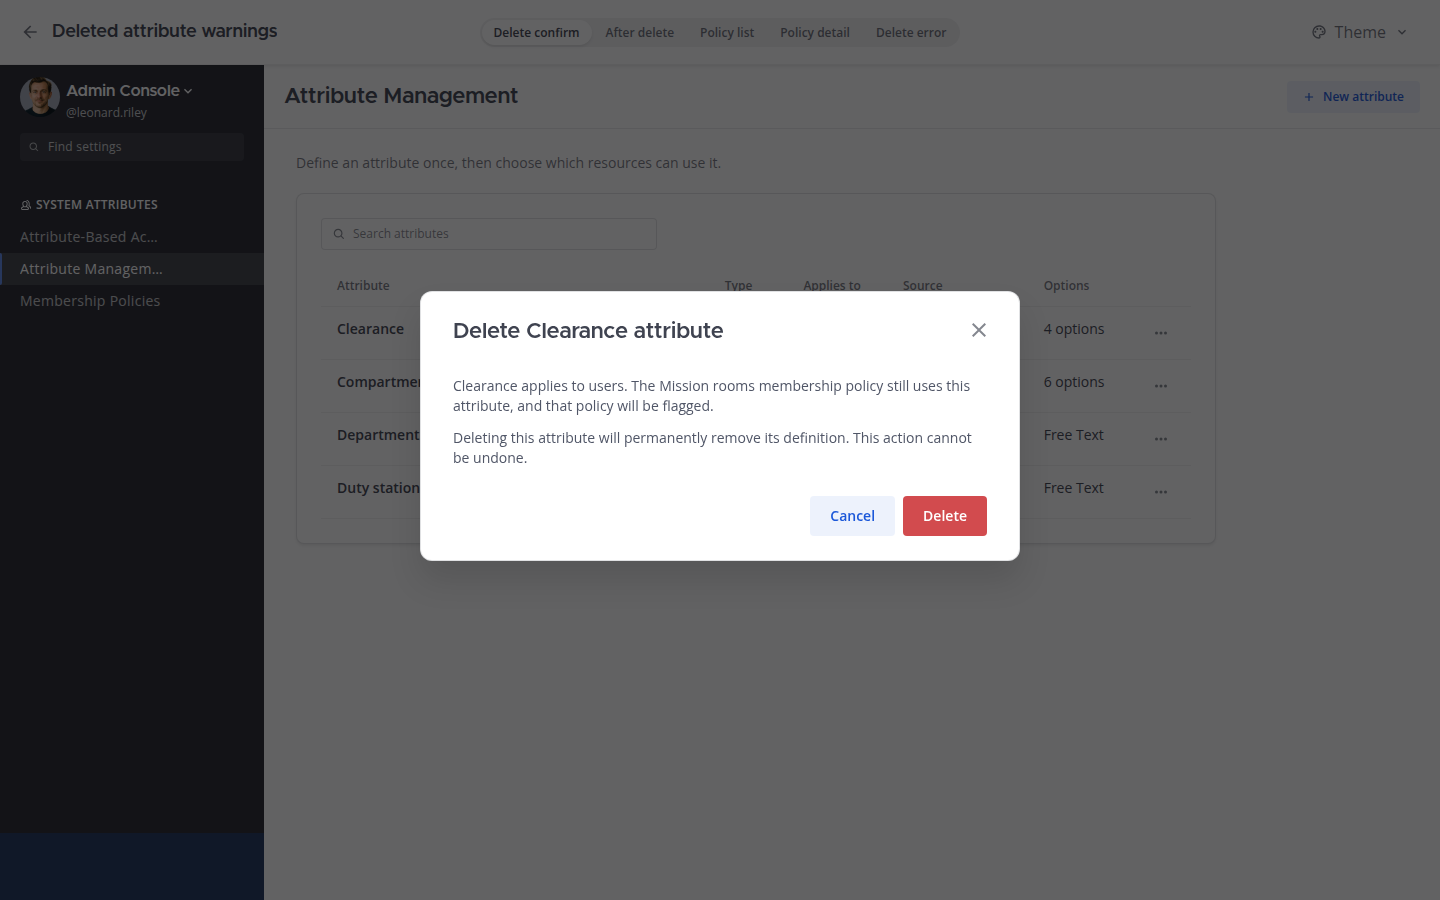 Deleted attribute warnings
Delete confirm
After delete
Policy list
Policy detail
Delete error
Theme
Admin Console
@leonard.riley
Find settings
SYSTEM ATTRIBUTES
Attribute-Based Ac...
Attribute Managem...
Membership Policies
Attribute Management
New attribute
Define an attribute once, then choose which resources can use it.
Search attributes
Attribute Type Applies to Source Options
Clearance 4 options
Compartme 6 options
Department Free Text
Duty station Free Text
Delete Clearance attribute
Clearance applies to users. The Mission rooms membership policy still uses this
attribute, and that policy will be flagged.
Deleting this attribute will permanently remove its definition. This action cannot
be undone.
Cancel
Delete